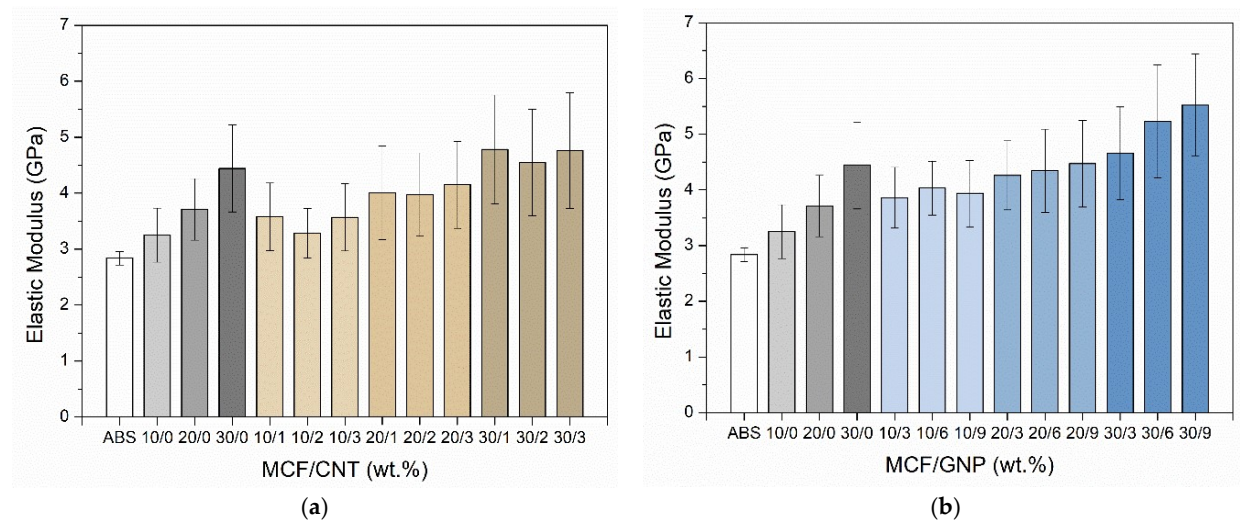 7
6
5
4
3
2
1
0
Elastic Modulus (GPa)
ABS 10/0 20/0 30/0 10/1 10/2 10/3 20/1 20/2 20/3 30/1 30/2 30/3
MCF/CNT (wt.%)
(a)
7
6
5
4
3
2
1
0
Elastic Modulus (GPa)
ABS 10/0 20/0 30/0 10/3 10/6 10/9 20/3 20/6 20/9 30/3 30/6 30/9
MCF/GNP (wt.%)
(b)